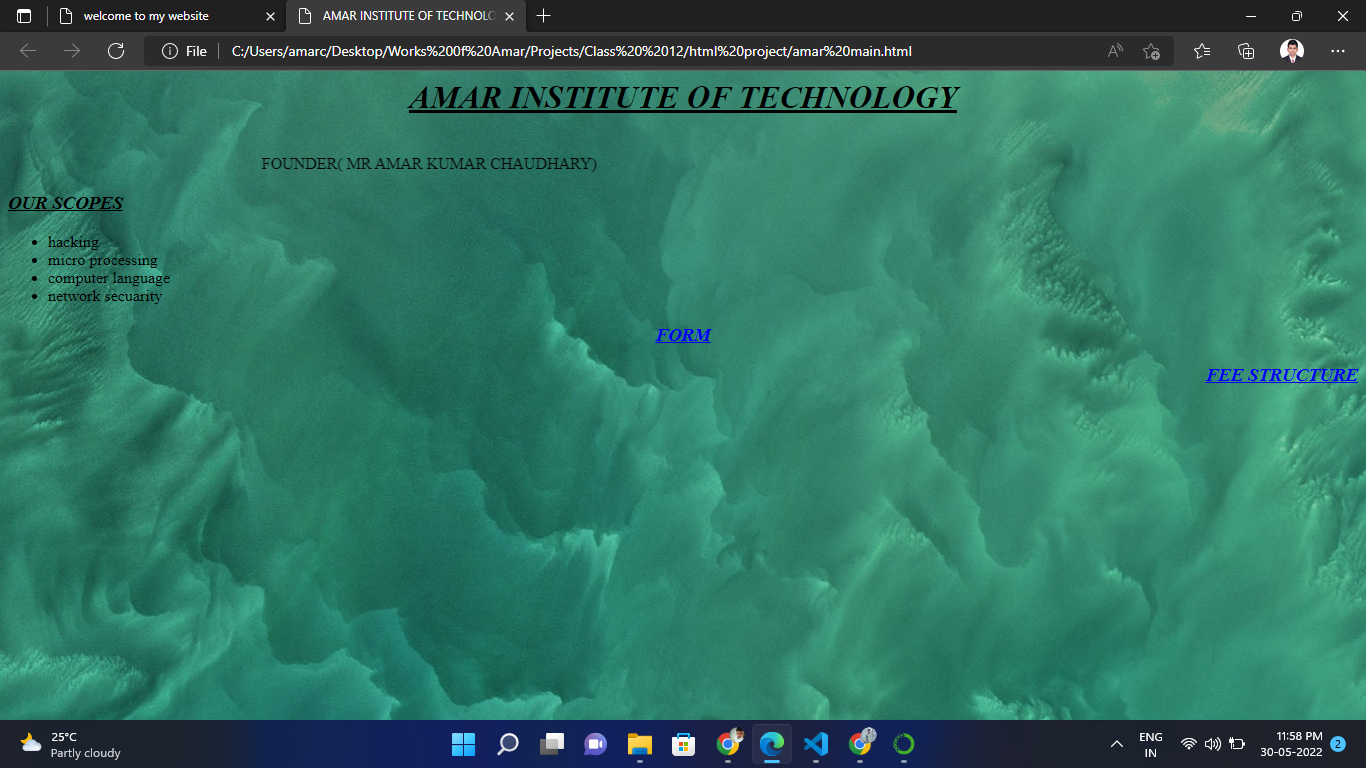 welcome to my website
AMAR INSTITUTE OF TECHNOLO
File
C:/Users/amarc/Desktop/Works%200f%20Amar/Projects/Class%20%2012/html%20project/amar%20main.html
AMAR INSTITUTE OF TECHNOLOGY
FOUNDER( MR AMAR KUMAR CHAUDHARY)
OUR SCOPES
hacking
micro processing
computer language
network secuarity
FORM
FEE STRUCTURE
25°C
Partly cloudy
ENG
IN
11:58 PM
30-05-2022
2